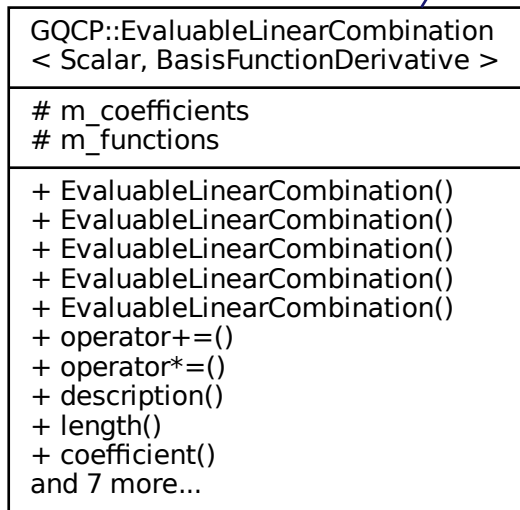 GQCP::EvaluableLinearCombination
< Scalar, BasisFunctionDerivative >
# m_coefficients
# m_functions
+ EvaluableLinearCombination()
+ EvaluableLinearCombination()
+ EvaluableLinearCombination()
+ EvaluableLinearCombination()
+ EvaluableLinearCombination()
+ operator+=()
+ operator*=()
+ description()
+ length()
+ coefficient()
and 7 more...